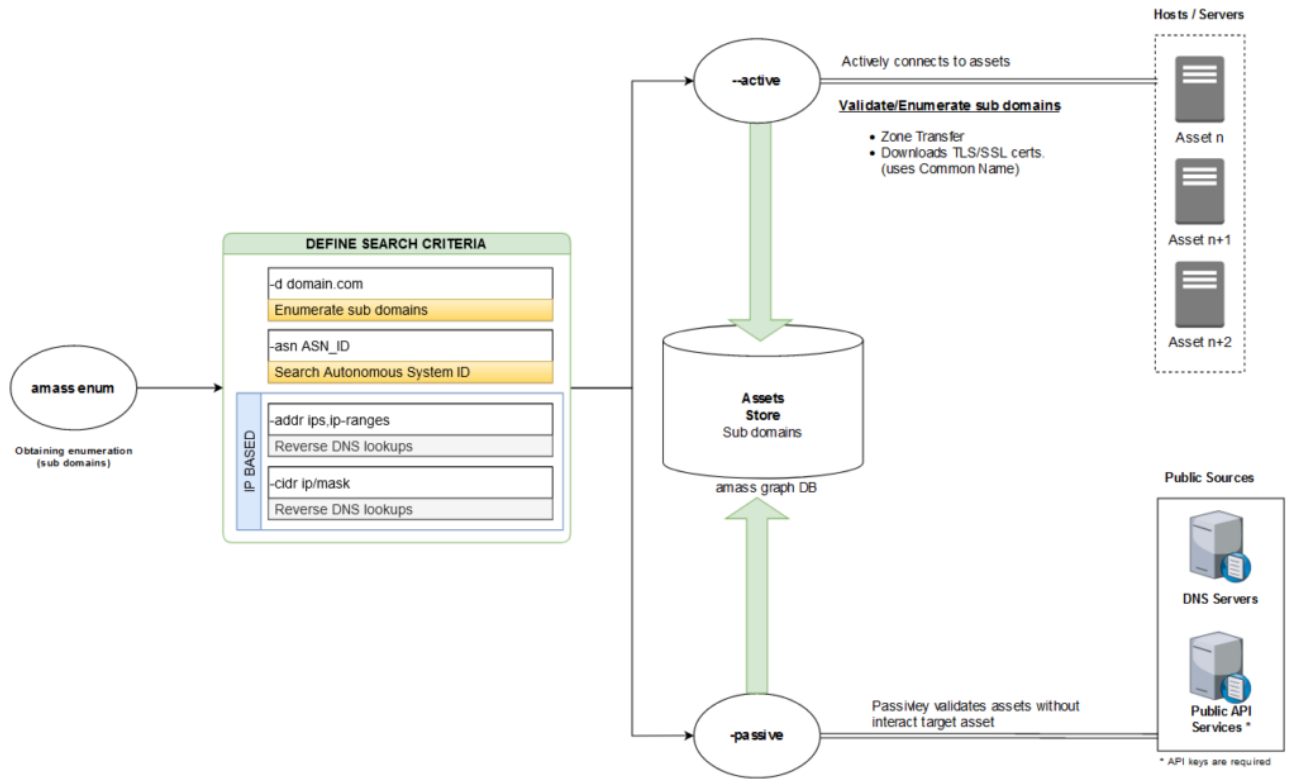 amass enum
Obtaining enumeration
(sub domains)
DEFINE SEARCH CRITERIA
-d domain.com
Enumerate sub domains
-asn ASN_ID
Search Autonomous System ID
IP BASED
-addr ips,ip-ranges
Reverse DNS lookups
-cidr ip/mask
Reverse DNS lookups
--active
Actively connects to assets
Validate/Enumerate sub domains
• Zone Transfer
• Downloads TLS/SSL certs.
(uses Common Name)
Hosts / Servers
Asset n
Asset n+1
Asset n+2
Assets
Store
Sub domains
amass graph DB
-passive
Passivley validates assets without
interact target asset
Public Sources
DNS Servers
Public API
Services *
* API keys are required